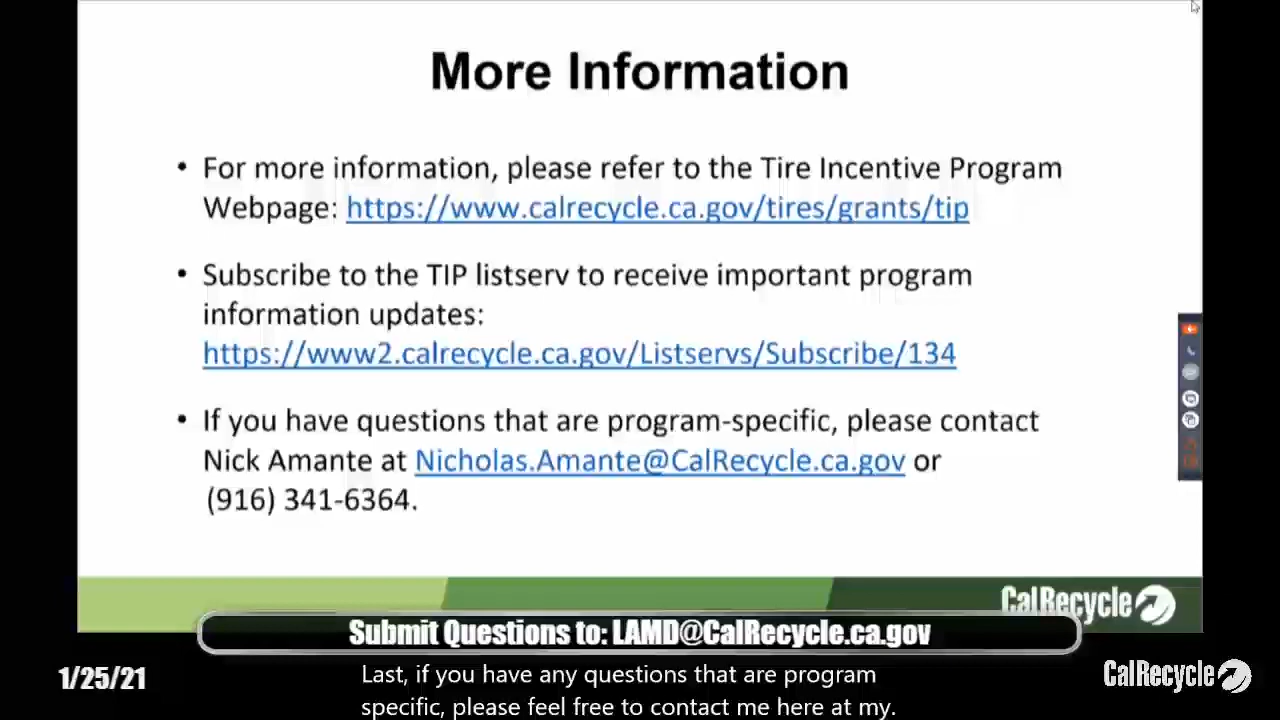 More Information
• For more information, please refer to the Tire Incentive Program
Webpage: https://www.calrecycle.ca.gov/tires/grants/tip
• Subscribe to the TIP listserv to receive important program
information updates:
https://www2.calrecycle.ca.gov/Listservs/Subscribe/134
• If you have questions that are program-specific, please contact
Nick Amante at Nicholas.Amante@CalRecycle.ca.gov or
(916) 341-6364.
CalRecycle
Submit Questions to: LAMD@CalRecycle.ca.gov
1/25/21
Last, if you have any questions that are program
specific, please feel free to contact me here at my.
CalRecycle